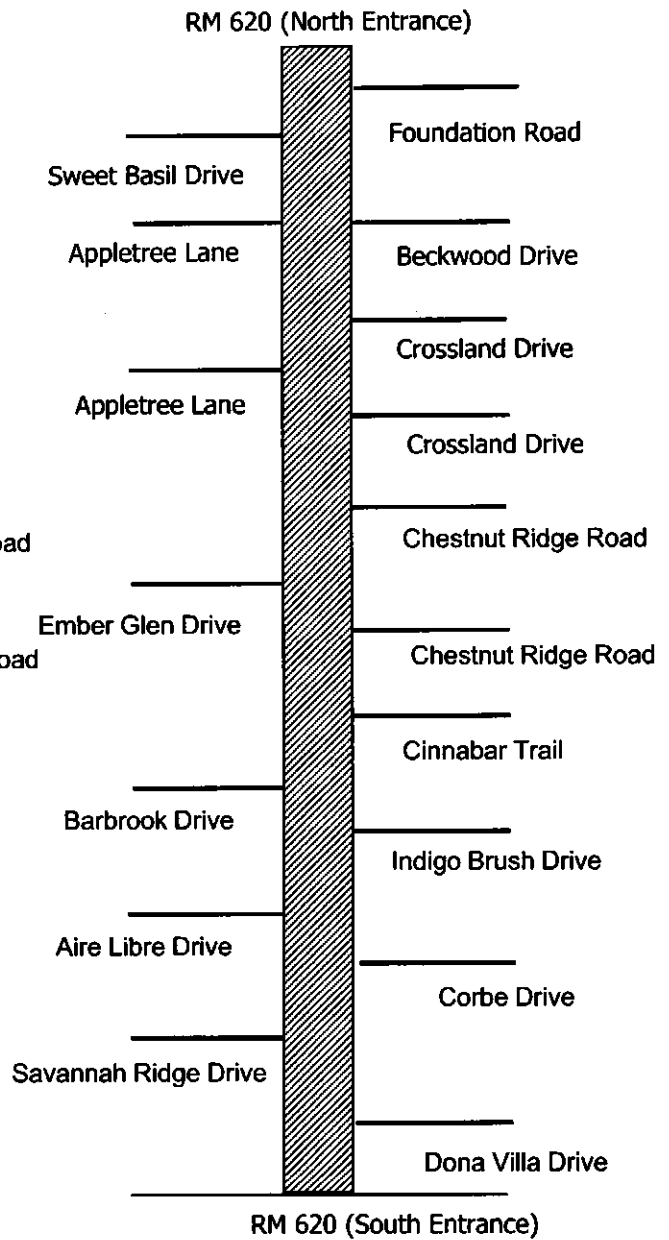 RM 620 (North Entrance)
Foundation Road
Sweet Basil Drive
Appletree Lane
Beckwood Drive
Crossland Drive
Appletree Lane
Crossland Drive
Chestnut Ridge Road
Ember Glen Drive
Chestnut Ridge Road
Cinnabar Trail
Barbrook Drive
Indigo Brush Drive
Aire Libre Drive
Corbe Drive
Savannah Ridge Drive
Dona Villa Drive
RM 620 (South Entrance)